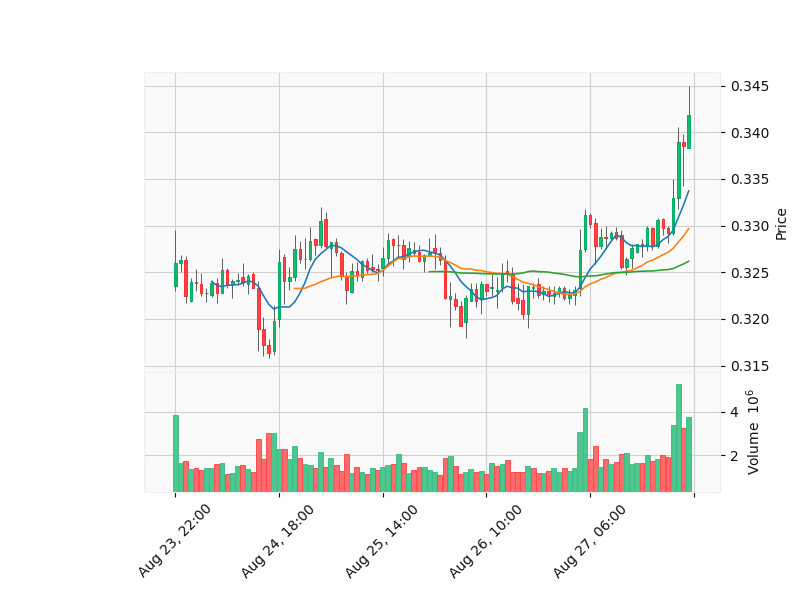 0.345
0.340
0.335
0.330
0.325
0.320
0.315
Price
4
2
Volume 10⁶
Aug 23, 22:00
Aug 24, 18:00
Aug 25, 14:00
Aug 26, 10:00
Aug 27, 06:00